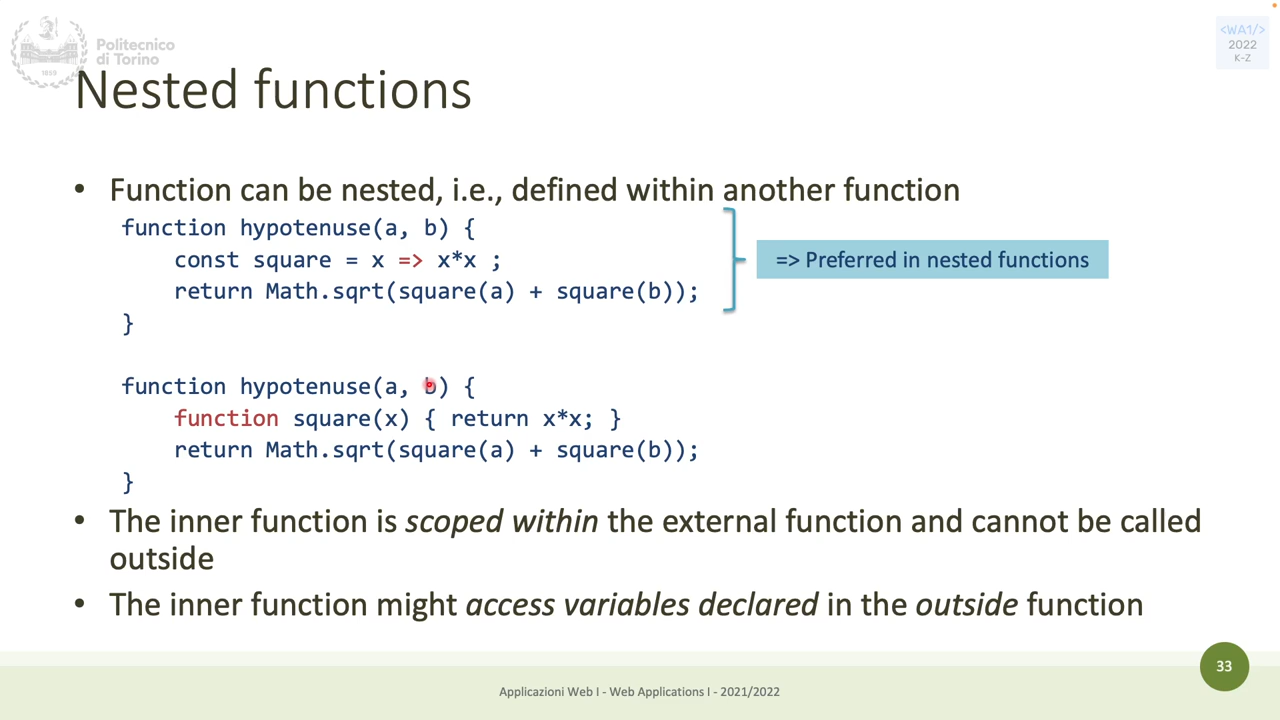 Politecnico
di Torino
1859
<WA1/>
2022
K-Z
Nested functions
• Function can be nested, i.e., defined within another function
function hypotenuse(a, b) {
const square = x => x*x ;
return Math.sqrt(square(a) + square(b));
}
=> Preferred in nested functions
function hypotenuse(a, b) {
function square(x) { return x*x; }
return Math.sqrt(square(a) + square(b));
}
• The inner function is scoped within the external function and cannot be called
outside
• The inner function might access variables declared in the outside function
33
Applicazioni Web I - Web Applications I - 2021/2022